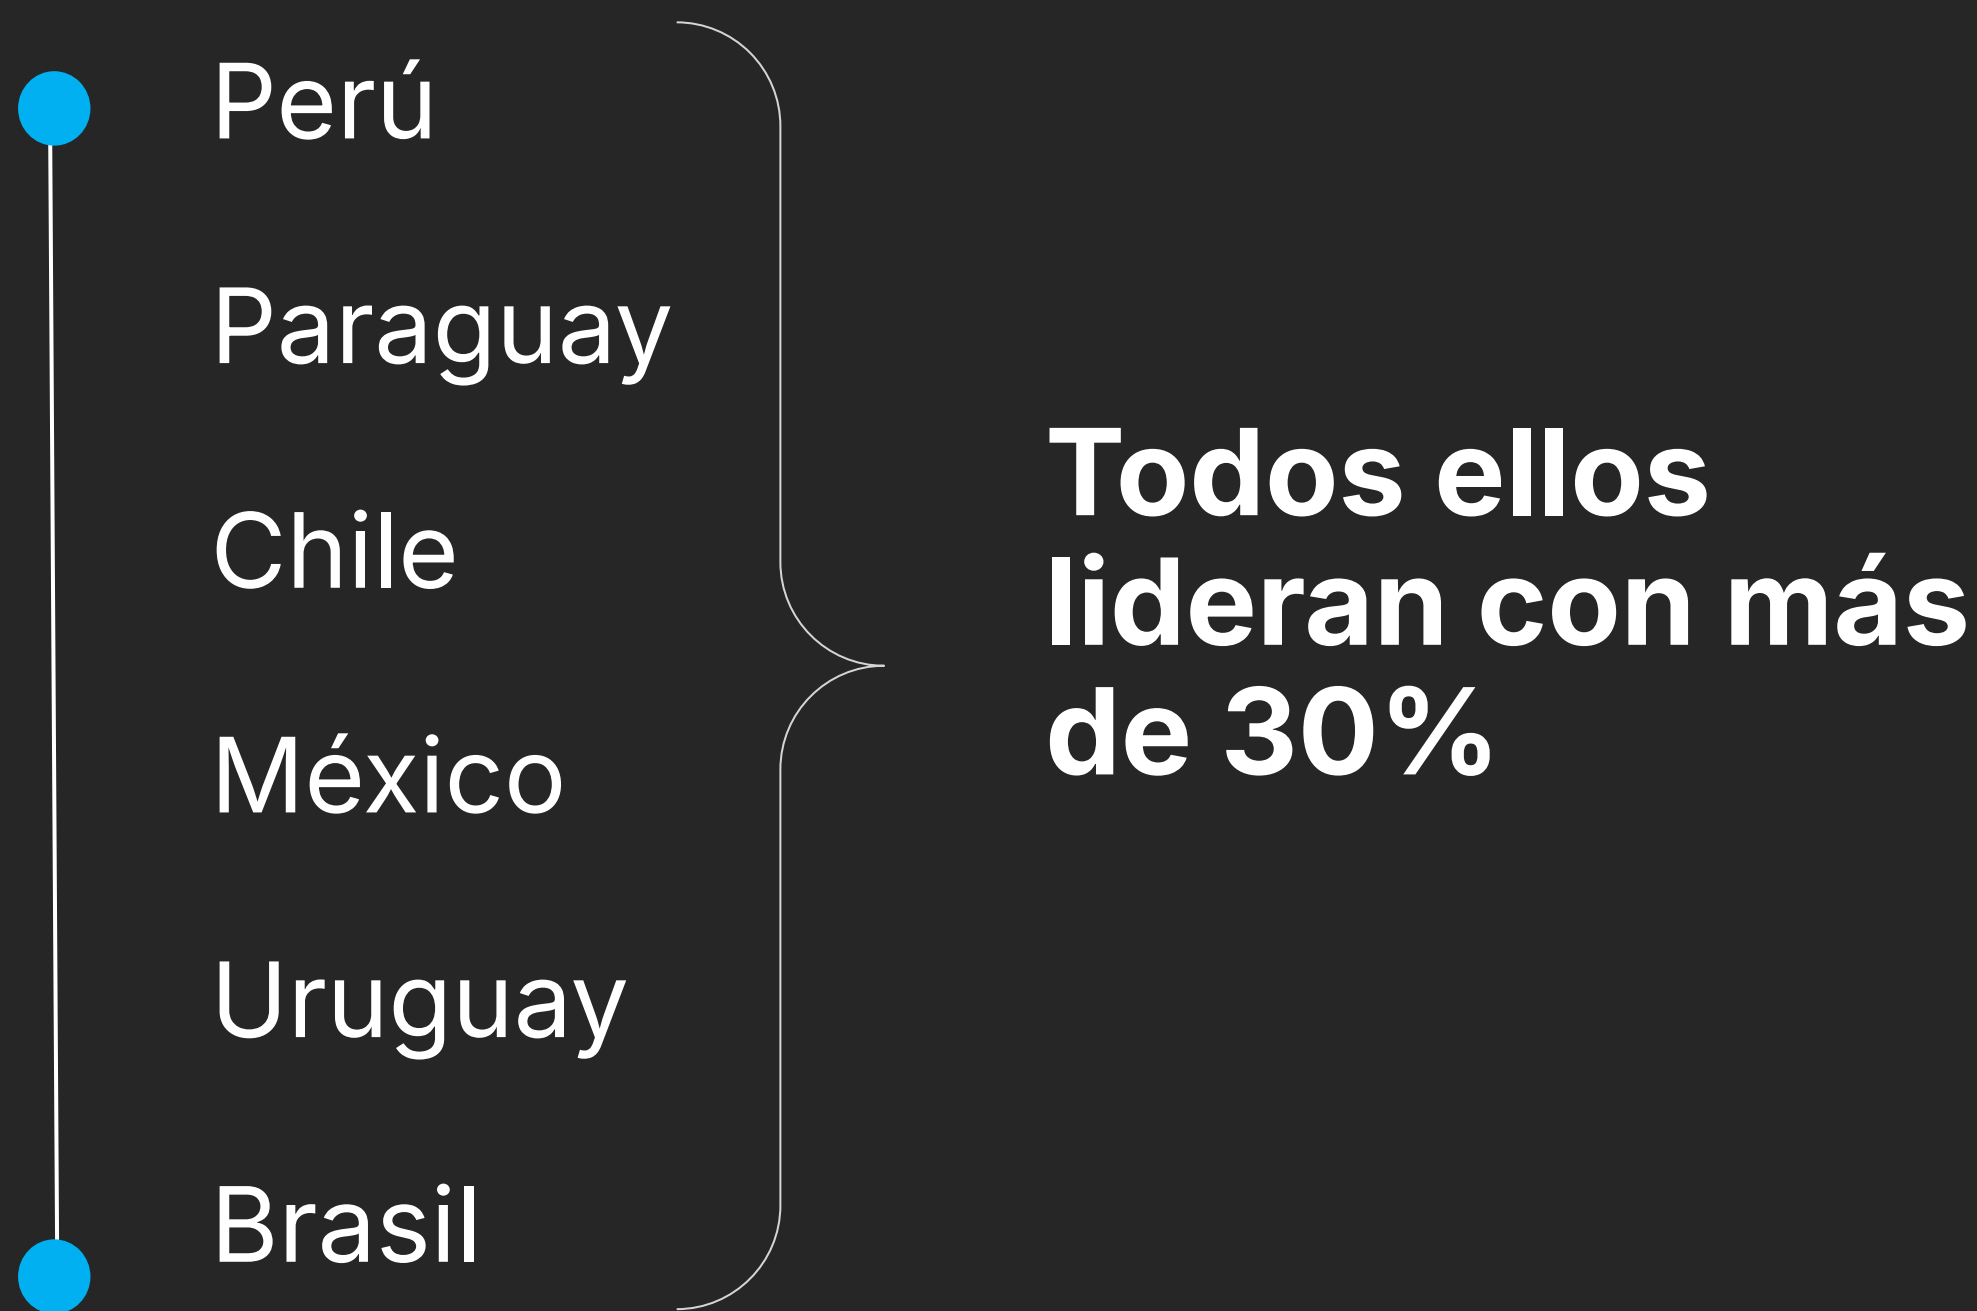 Perú
Paraguay
Chile
México
Uruguay
Brasil
Todos ellos
lideran con más
de 30%